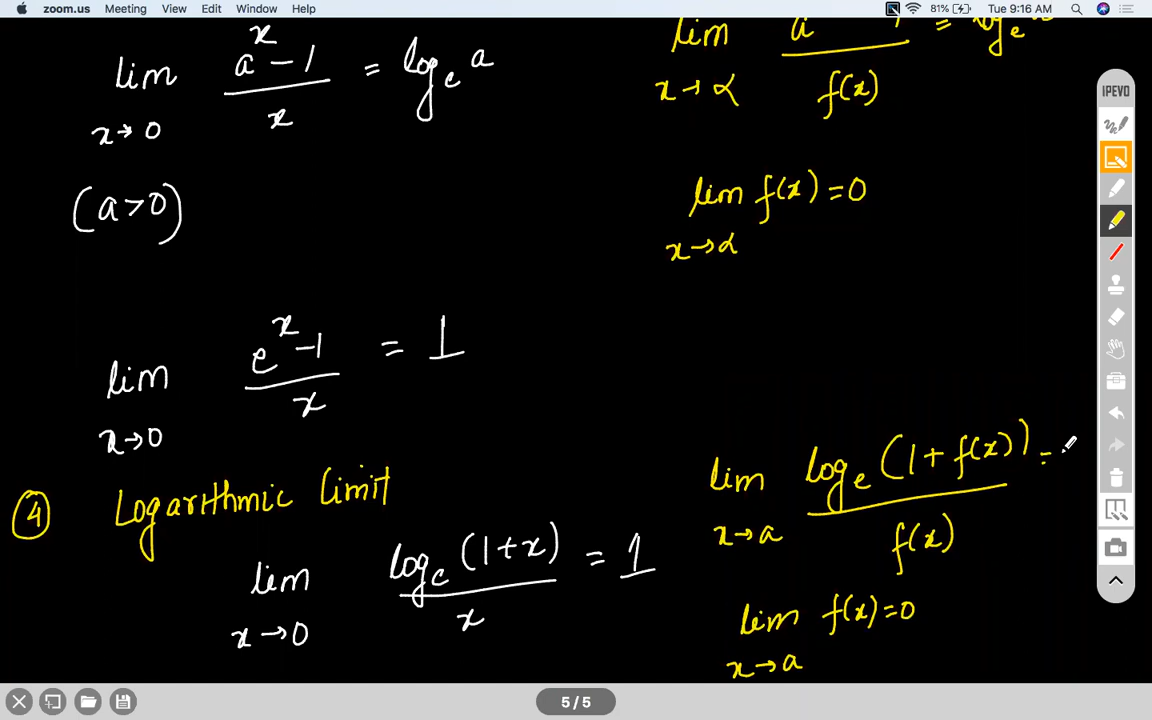 zoom.us Meeting View Edit Window Help 81% Tue 9:16 AM
lim a^x - 1 / x = log_e a
x→0
(a>0)
lim / f(x) =
x→α
lim f(x) = 0
x→α
lim e^x - 1 / x = 1
x→0
④ Logarithmic limit
lim log_e (1+x) / x = 1
x→0
lim log_e (1+f(x)) / f(x) =
x→a
lim f(x)=0
x→a
IPEVO
5/5